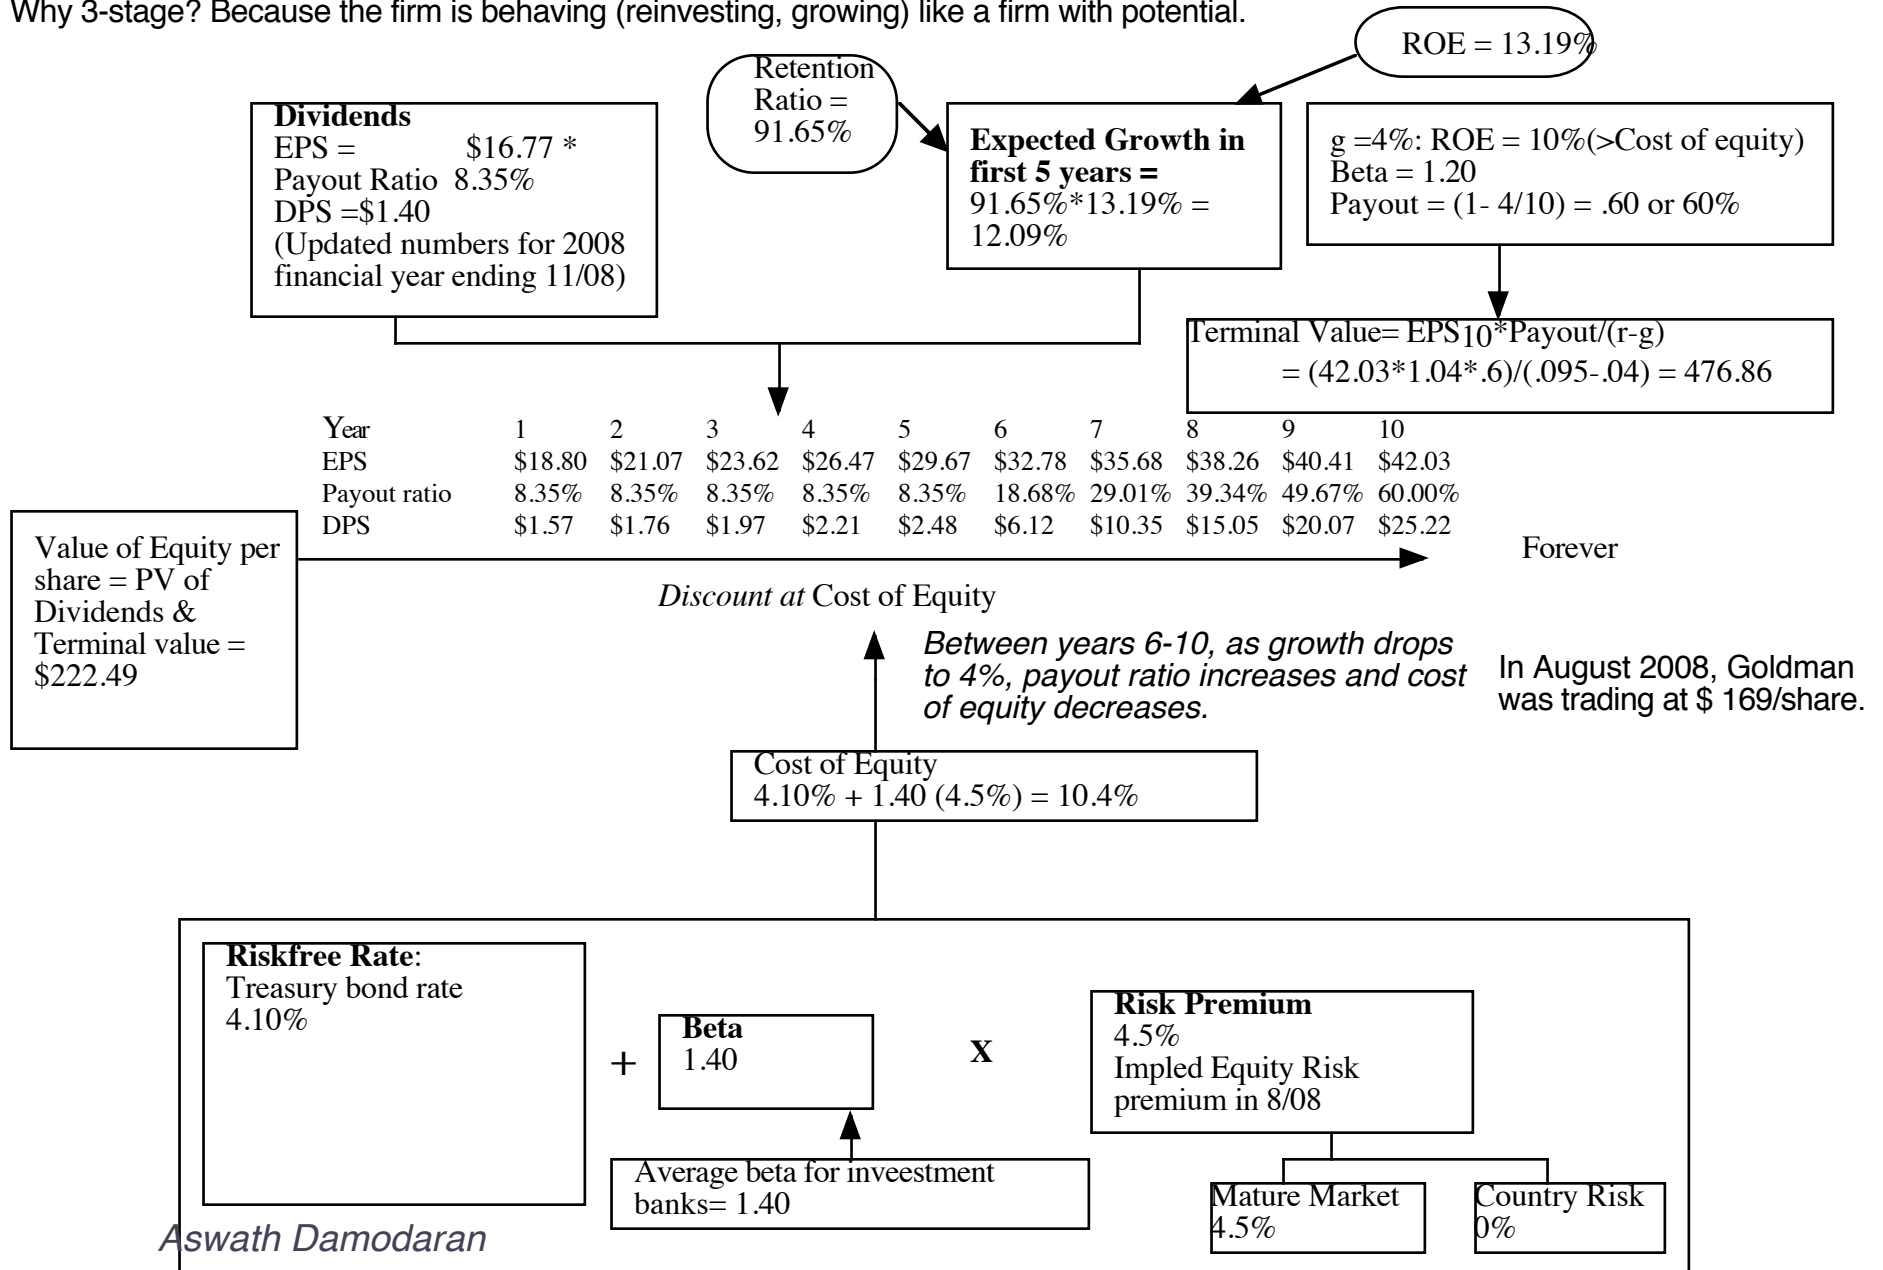 Why 3-stage? Because the firm is behaving (reinvesting, growing) like a firm with potential.
ROE = 13.19%
Retention
Ratio =
91.65%
Dividends
EPS = $16.77 *
Payout Ratio 8.35%
DPS =$1.40
(Updated numbers for 2008
financial year ending 11/08)
Expected Growth in
first 5 years =
91.65%*13.19% =
12.09%
g =4%: ROE = 10%(>Cost of equity)
Beta = 1.20
Payout = (1- 4/10) = .60 or 60%
Terminal Value= EPS10*Payout/(r-g)
= (42.03*1.04*.6)/(.095-.04) = 476.86
Year 1 2 3 4 5 6 7 8 9 10
EPS $18.80 $21.07 $23.62 $26.47 $29.67 $32.78 $35.68 $38.26 $40.41 $42.03
Payout ratio 8.35% 8.35% 8.35% 8.35% 8.35% 18.68% 29.01% 39.34% 49.67% 60.00%
DPS $1.57 $1.76 $1.97 $2.21 $2.48 $6.12 $10.35 $15.05 $20.07 $25.22
Value of Equity per
share = PV of
Dividends &
Terminal value =
$222.49
Forever
Discount at Cost of Equity
Between years 6-10, as growth drops
to 4%, payout ratio increases and cost
of equity decreases.
In August 2008, Goldman
was trading at $ 169/share.
Cost of Equity
4.10% + 1.40 (4.5%) = 10.4%
Riskfree Rate:
Treasury bond rate
4.10%
+
Beta
1.40
X
Risk Premium
4.5%
Impled Equity Risk
premium in 8/08
Average beta for inveestment
banks= 1.40
Mature Market
4.5%
Country Risk
0%
Aswath Damodaran